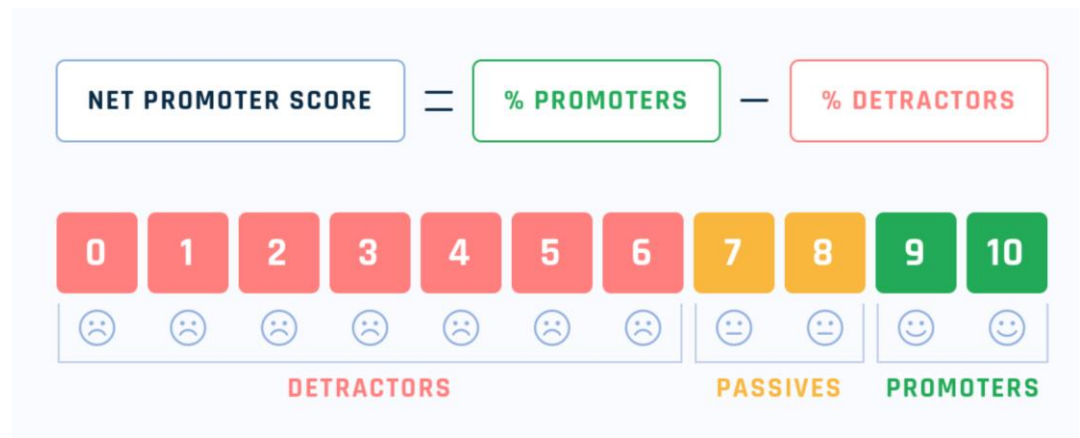 NET PROMOTER SCORE = % PROMOTERS – % DETRACTORS
0 1 2 3 4 5 6 7 8 9 10
DETRACTORS PASSIVES PROMOTERS